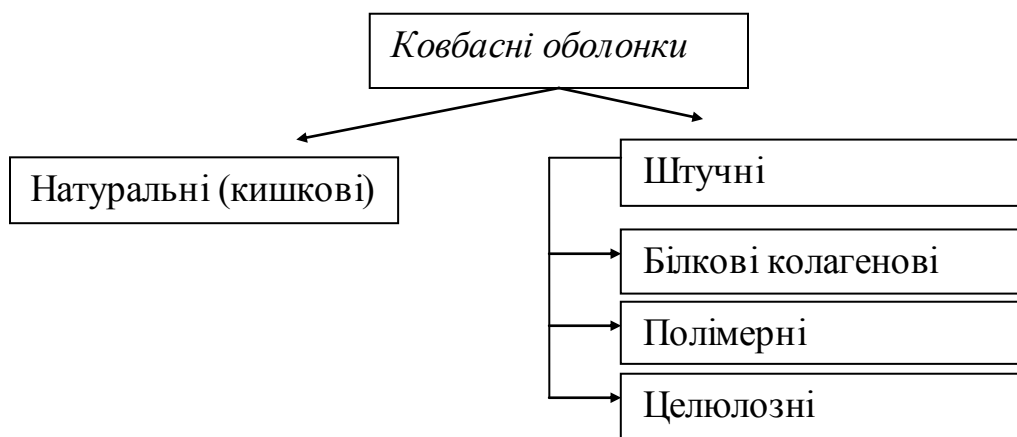 Ковбасні оболонки
Натуральні (кишкові)
Штучні
Білкові колагенові
Полімерні
Целюлозні